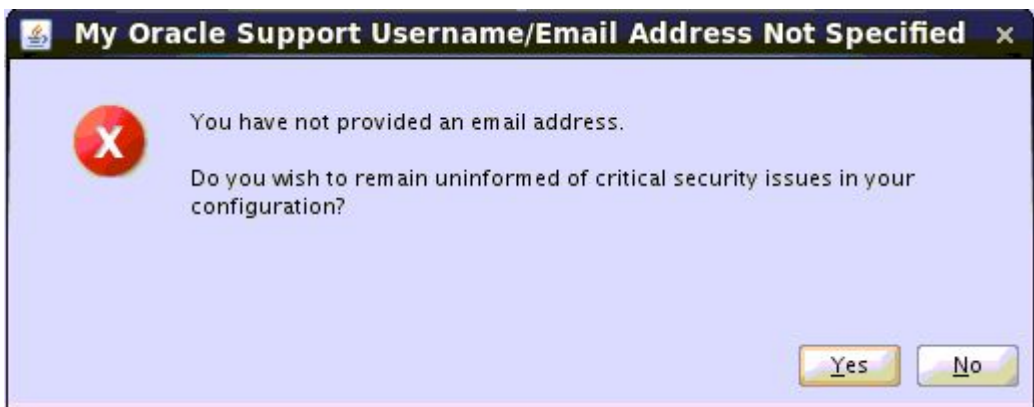 My Oracle Support Username/Email Address Not Specified
You have not provided an email address.
Do you wish to remain uninformed of critical security issues in your
configuration?
Yes No